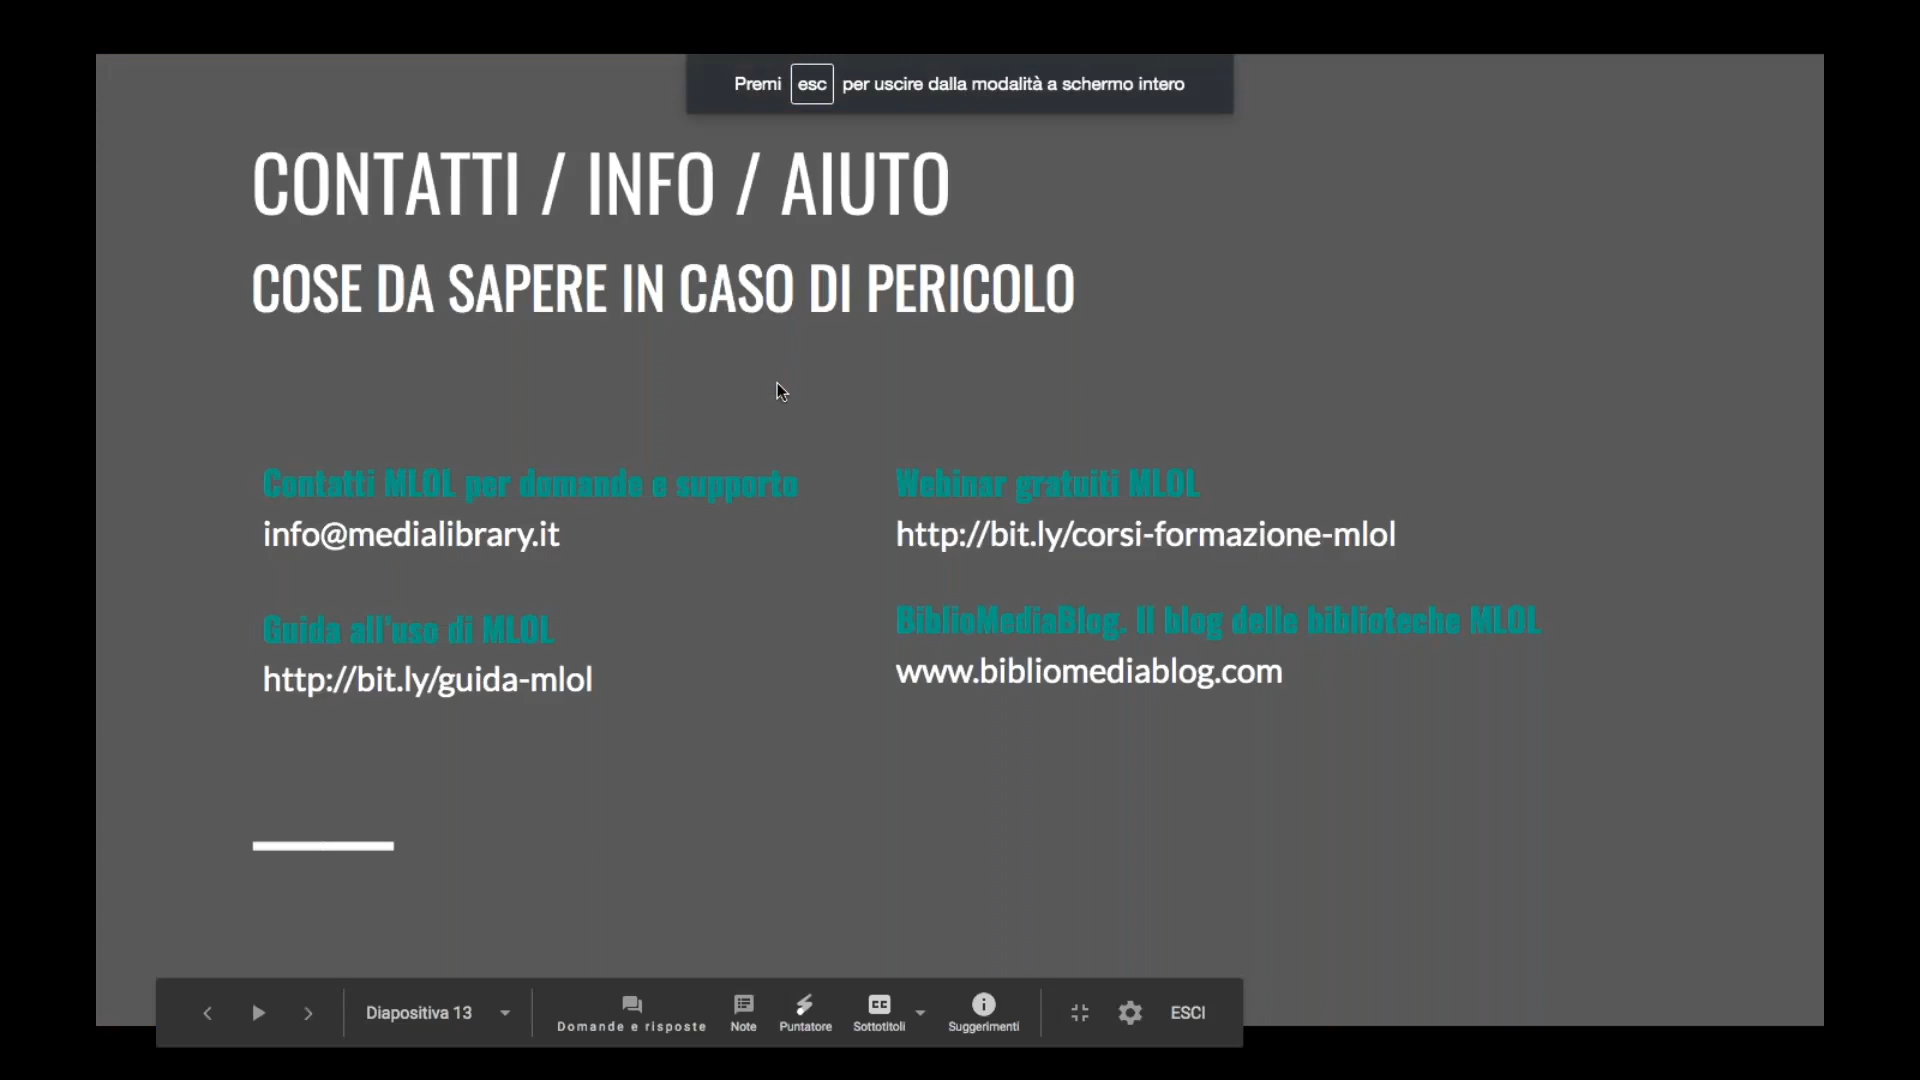 Premi esc per uscire dalla modalità a schermo intero
CONTATTI / INFO / AIUTO
COSE DA SAPERE IN CASO DI PERICOLO
Contatti MLOL per domande e supporto
info@medialibrary.it
Guida all'uso di MLOL
http://bit.ly/guida-mlol
Webinar gratuiti MLOL
http://bit.ly/corsi-formazione-mlol
BiblioMediaBlog. Il blog delle biblioteche MLOL
www.bibliomediablog.com
Diapositiva 13
Domande e risposte
Note
Puntatore
CC
Sottotitoli
Suggerimenti
ESCI